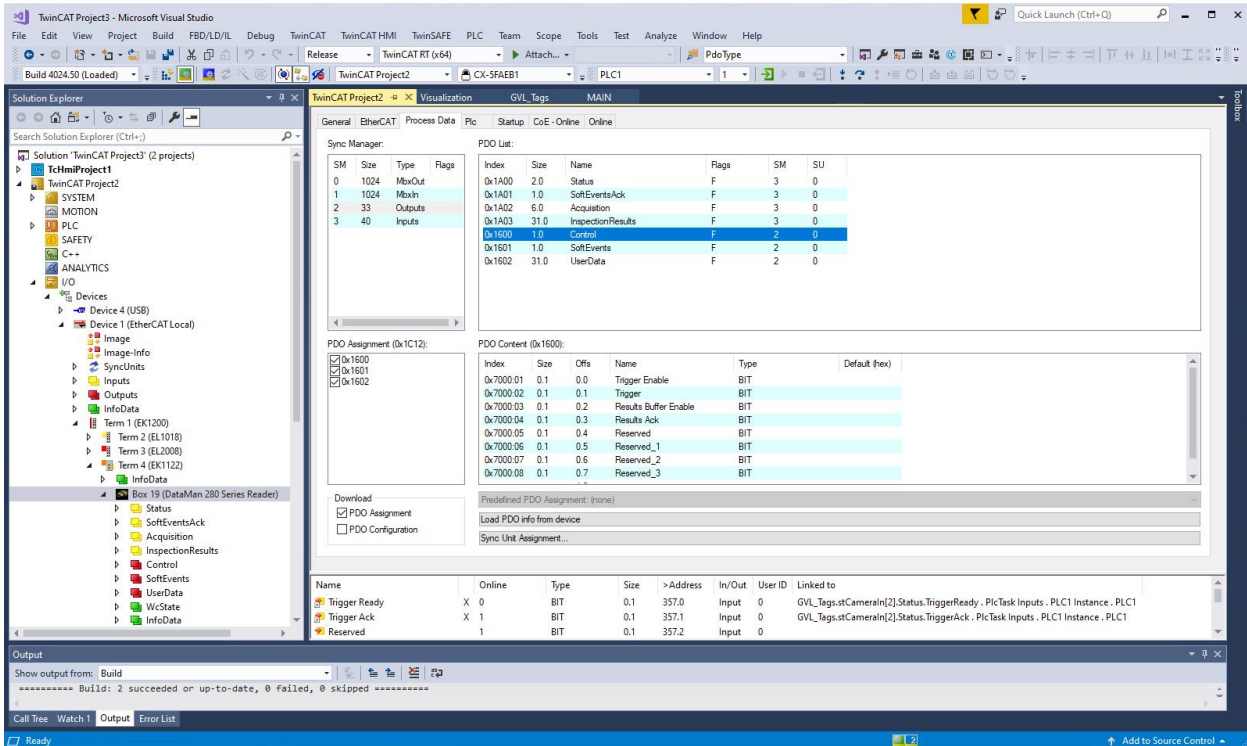 TwinCAT Project3 - Microsoft Visual Studio
Quick Launch (Ctrl+Q)
File Edit View Project Build FBD/LD/IL Debug TwinCAT TwinCAT HMI TwinSAFE PLC Team Scope Tools Test Analyze Window Help
Release TwinCAT RT (x64) Attach... PdoType
Build 4024.50 (Loaded) TwinCAT Project2 CX-5FAEB1 PLC1 1
Solution Explorer
Search Solution Explorer (Ctrl+;)
Solution 'TwinCAT Project3' (2 projects)
TcHmiProject1
TwinCAT Project2
SYSTEM
MOTION
PLC
SAFETY
C++
ANALYTICS
I/O
Devices
Device 4 (USB)
Device 1 (EtherCAT Local)
Image
Image-Info
SyncUnits
Inputs
Outputs
InfoData
Term 1 (EK1200)
Term 2 (EL1018)
Term 3 (EL2008)
Term 4 (EK1122)
InfoData
Box 19 (DataMan 280 Series Reader)
Status
SoftEventsAck
Acquisition
InspectionResults
Control
SoftEvents
UserData
WcState
InfoData
TwinCAT Project2 Visualization GVL_Tags MAIN
Toolbox
General EtherCAT Process Data Plc Startup CoE - Online Online
Sync Manager:
SM Size Type Flags
0 1024 MbxOut
1 1024 MbxIn
2 33 Outputs
3 40 Inputs
PDO List:
Index Size Name Flags SM SU
0x1A00 2.0 Status F 3 0
0x1A01 1.0 SoftEventsAck F 3 0
0x1A02 6.0 Acquisition F 3 0
0x1A03 31.0 InspectionResults F 3 0
0x1600 1.0 Control F 2 0
0x1601 1.0 SoftEvents F 2 0
0x1602 31.0 UserData F 2 0
PDO Assignment (0x1C12):
0x1600
0x1601
0x1602
PDO Content (0x1600):
Index Size Offs Name Type Default (hex)
0x7000:01 0.1 0.0 Trigger Enable BIT
0x7000:02 0.1 0.1 Trigger BIT
0x7000:03 0.1 0.2 Results Buffer Enable BIT
0x7000:04 0.1 0.3 Results Ack BIT
0x7000:05 0.1 0.4 Reserved BIT
0x7000:06 0.1 0.5 Reserved_1 BIT
0x7000:07 0.1 0.6 Reserved_2 BIT
0x7000:08 0.1 0.7 Reserved_3 BIT
Download
PDO Assignment
PDO Configuration
Predefined PDO Assignment: (none)
Load PDO info from device
Sync Unit Assignment...
Name Online Type Size >Address In/Out User ID Linked to
Trigger Ready X 0 BIT 0.1 357.0 Input 0 GVL_Tags.stCameraIn[2].Status.TriggerReady . PlcTask Inputs . PLC1 Instance . PLC1
Trigger Ack X 1 BIT 0.1 357.1 Input 0 GVL_Tags.stCameraIn[2].Status.TriggerAck . PlcTask Inputs . PLC1 Instance . PLC1
Reserved 1 BIT 0.1 357.2 Input 0
Output
Show output from: Build
========== Build: 2 succeeded or up-to-date, 0 failed, 0 skipped ==========
Call Tree Watch 1 Output Error List
Ready 2 Add to Source Control